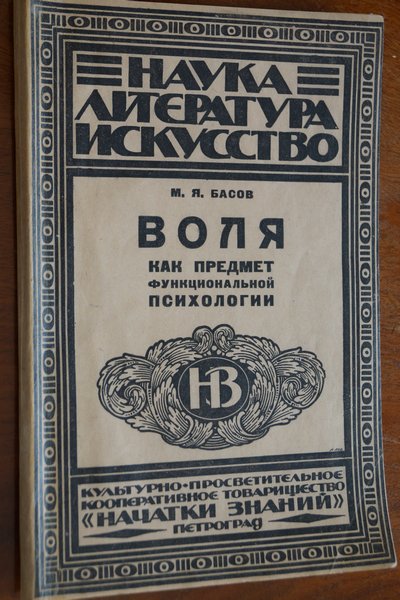 НАУКА
ЛИТЕРАТУРА
ИСКУССТВО
М. Я. БАСОВ
ВОЛЯ
КАК ПРЕДМЕТ
ФУНКЦИОНАЛЬНОЙ
ПСИХОЛОГИИ
НЗ
КУЛЬТУРНО-ПРОСВЕТИТЕЛЬНОЕ
КООПЕРАТИВНОЕ ТОВАРИЩЕСТВО
«НАЧАТКИ ЗНАНИЙ»
ПЕТРОГРАД